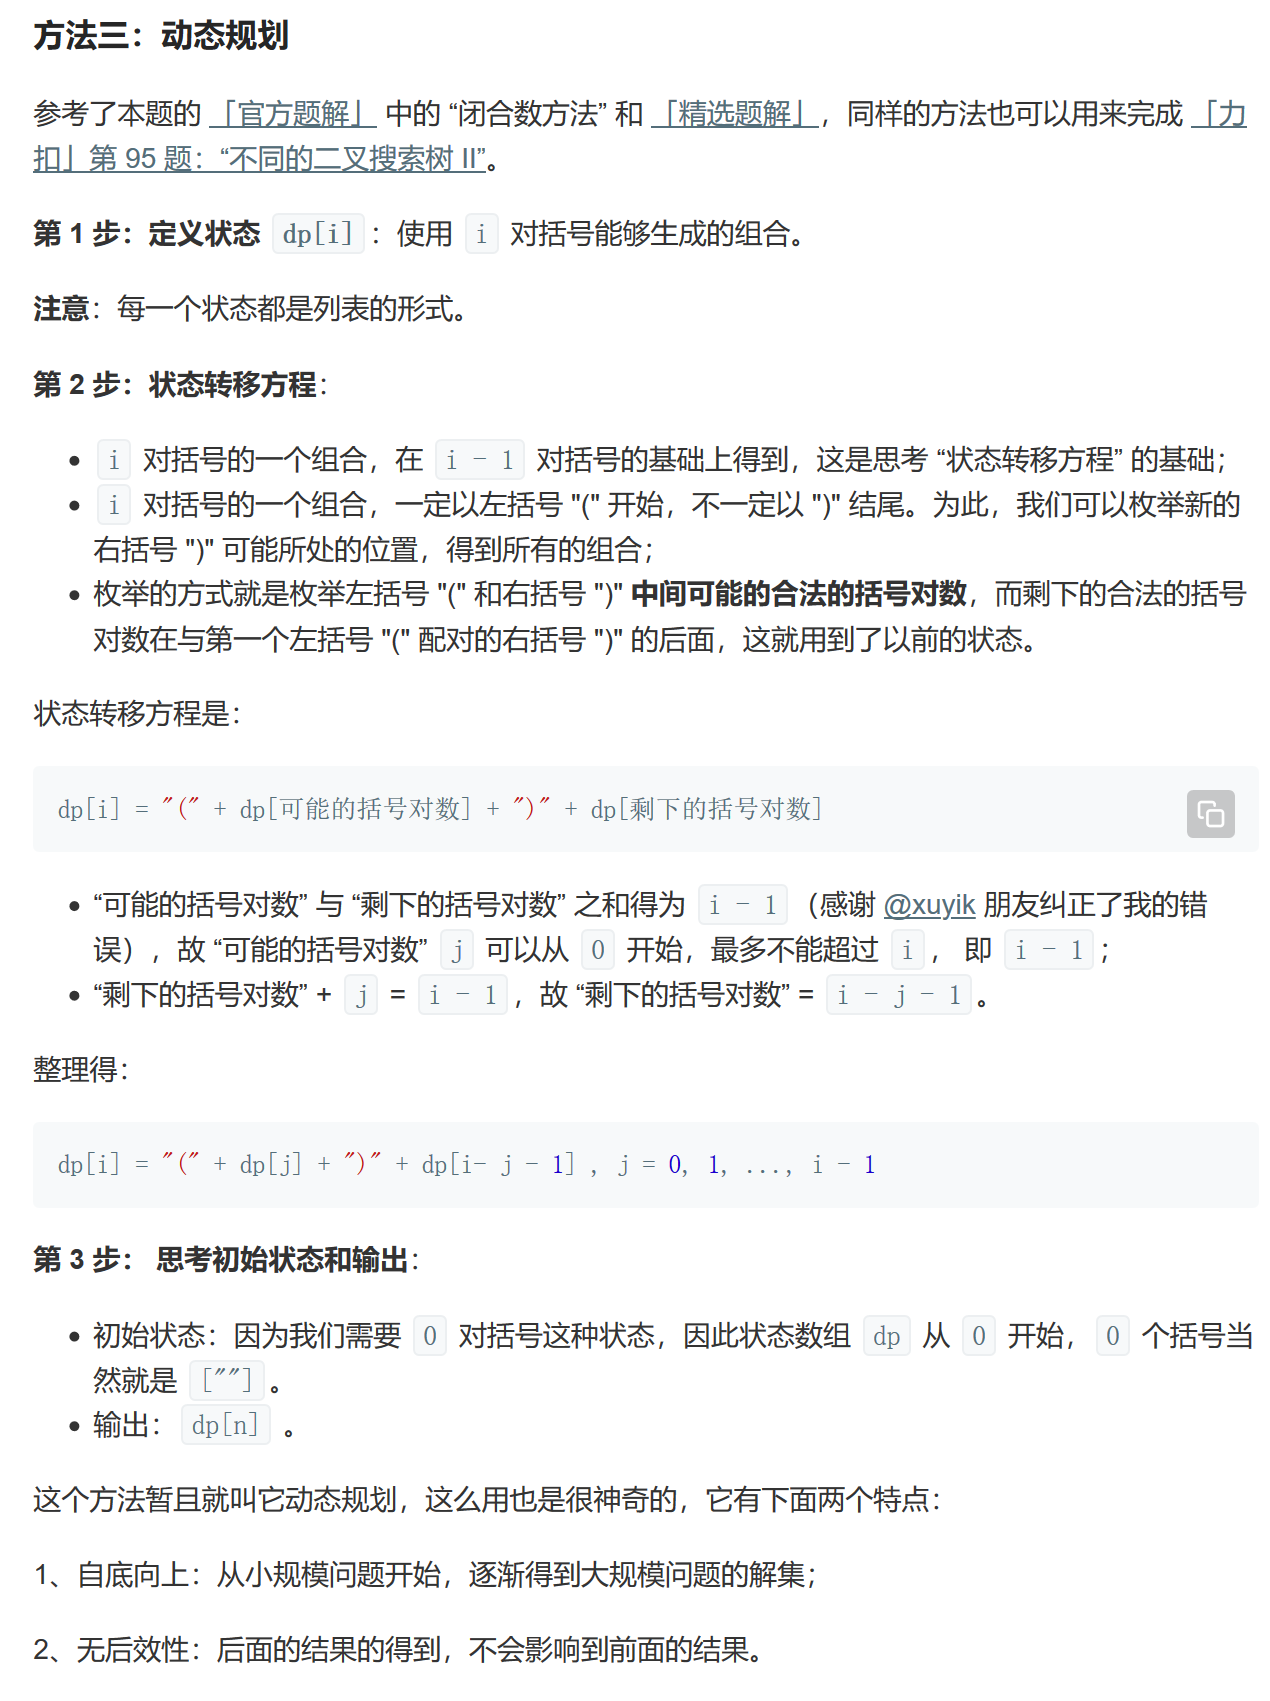 方法三：动态规划
参考了本题的 「官方题解」 中的 “闭合数方法” 和 「精选题解」，同样的方法也可以用来完成 「力
扣」第 95 题：“不同的二叉搜索树 II”。
第 1 步：定义状态 dp[i] ：使用 i 对括号能够生成的组合。
注意：每一个状态都是列表的形式。
第 2 步：状态转移方程：
• i 对括号的一个组合，在 i - 1 对括号的基础上得到，这是思考 “状态转移方程” 的基础；
• i 对括号的一个组合，一定以左括号 "(" 开始，不一定以 ")" 结尾。为此，我们可以枚举新的
右括号 ")" 可能所处的位置，得到所有的组合；
• 枚举的方式就是枚举左括号 "(" 和右括号 ")" 中间可能的合法的括号对数，而剩下的合法的括号
对数在与第一个左括号 "(" 配对的右括号 ")" 的后面，这就用到了以前的状态。
状态转移方程是：
dp[i] = "(" + dp[可能的括号对数] + ")" + dp[剩下的括号对数]
• “可能的括号对数” 与 “剩下的括号对数” 之和得为 i - 1 （感谢 @xuyik 朋友纠正了我的错
误），故 “可能的括号对数” j 可以从 0 开始，最多不能超过 i ， 即 i - 1 ；
• “剩下的括号对数” + j = i - 1 ，故 “剩下的括号对数” = i - j - 1 。
整理得：
dp[i] = "(" + dp[j] + ")" + dp[i- j - 1] , j = 0, 1, ..., i - 1
第 3 步： 思考初始状态和输出：
• 初始状态：因为我们需要 0 对括号这种状态，因此状态数组 dp 从 0 开始， 0 个括号当
然就是 [""] 。
• 输出： dp[n] 。
这个方法暂且就叫它动态规划，这么用也是很神奇的，它有下面两个特点：
1、自底向上：从小规模问题开始，逐渐得到大规模问题的解集；
2、无后效性：后面的结果的得到，不会影响到前面的结果。